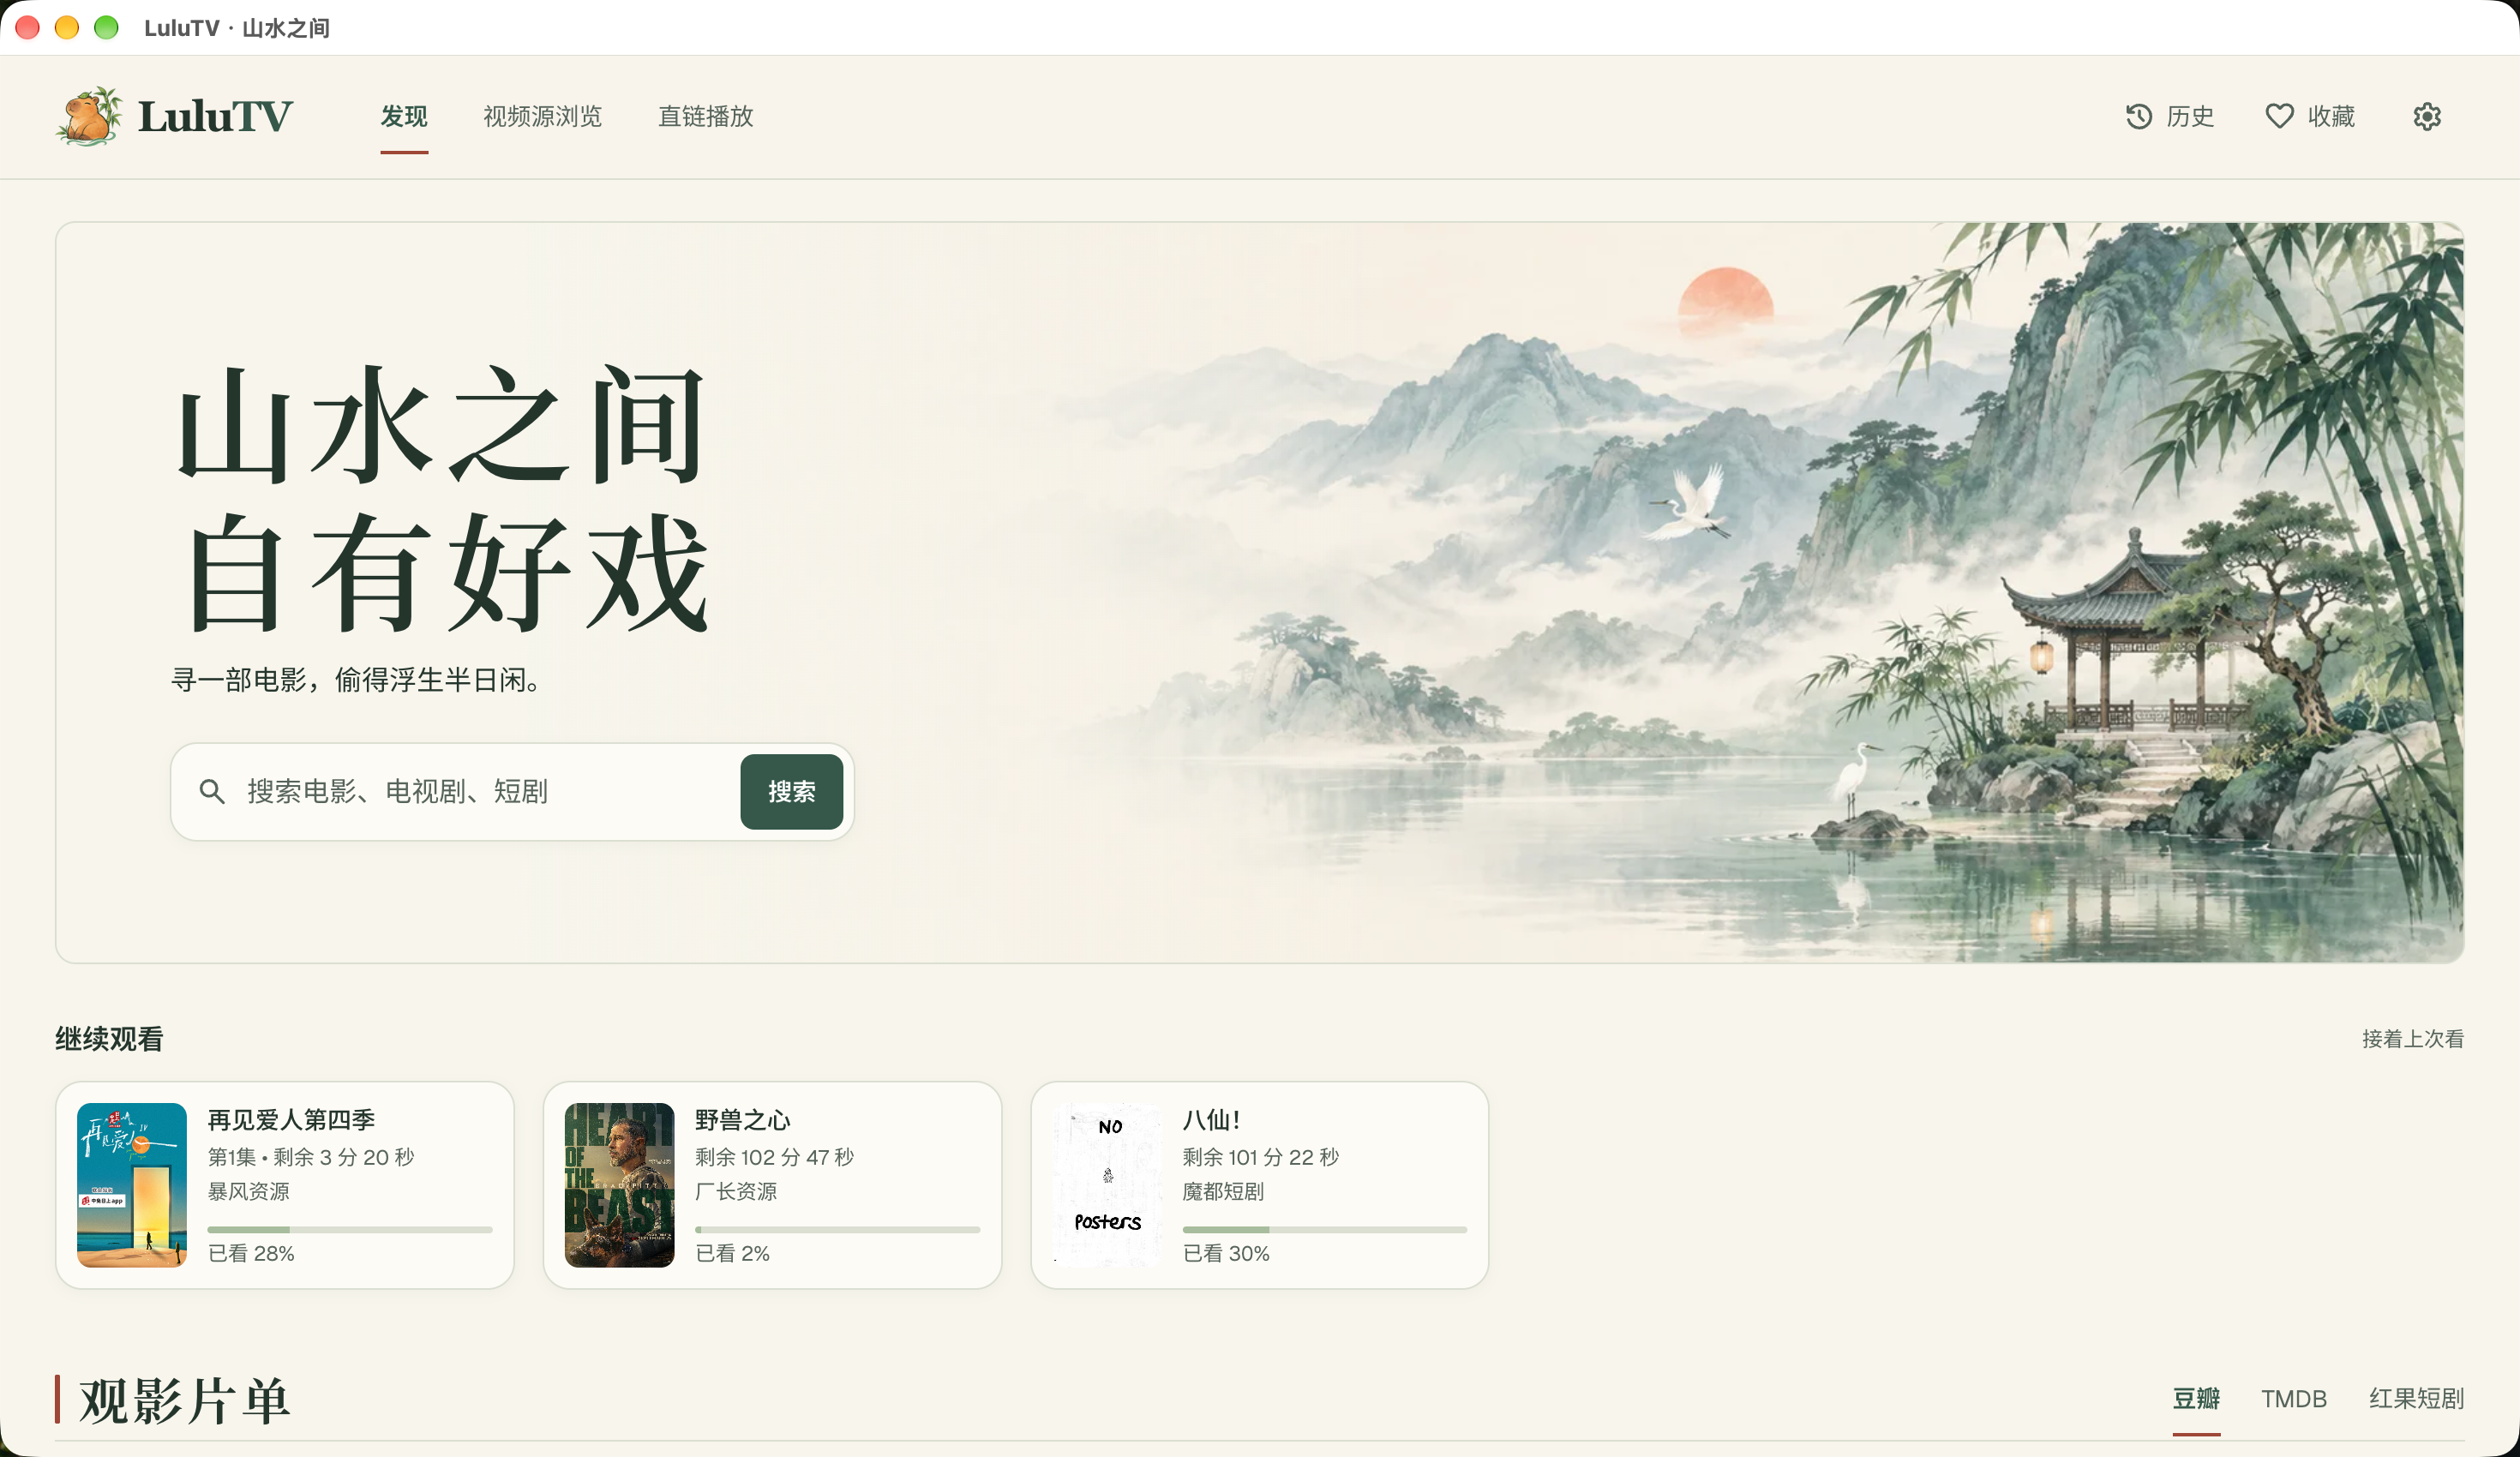 LuluTV · 山水之间
LuluTV
发现
视频源浏览
直链播放
历史
收藏
山水之间
自有好戏
寻一部电影，偷得浮生半日闲。
搜索电影、电视剧、短剧
搜索
继续观看
接着上次看
再见爱人 IV
再见爱人第四季
第1集 • 剩余 3 分 20 秒
暴风资源
已看 28%
HEART
OF
THE
BEAST
野兽之心
剩余 102 分 47 秒
厂长资源
已看 2%
NO
Posters
八仙！
剩余 101 分 22 秒
魔都短剧
已看 30%
观影片单
豆瓣
TMDB
红果短剧